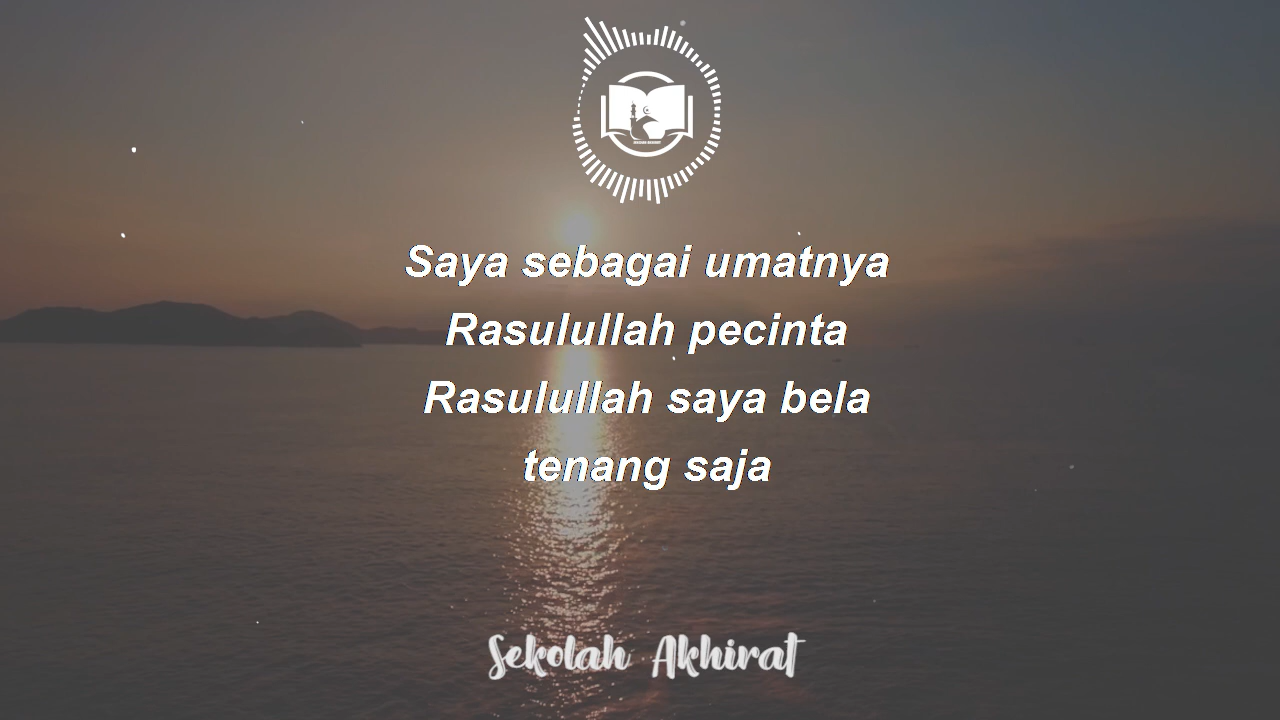 Saya sebagai umatnya
Rasulullah pecinta
Rasulullah saya bela
tenang saja
Sekolah Akhirat